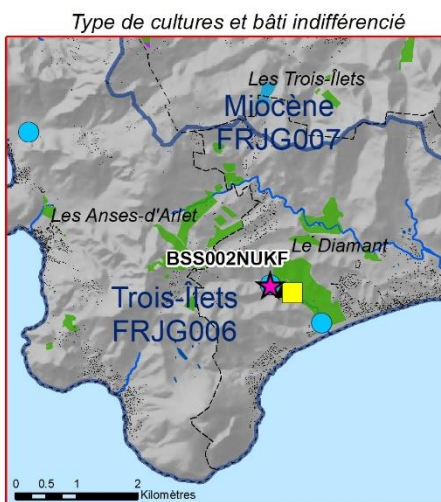 Type de cultures et bâti indifférencié
Les Trois-Îlets
Miocène
FRJG007
Les Anses-d'Arlet
Le Diamant
BSS002NUKF
Trois-Îlets
FRJG006
0 0.5 1 2
Kilomètres